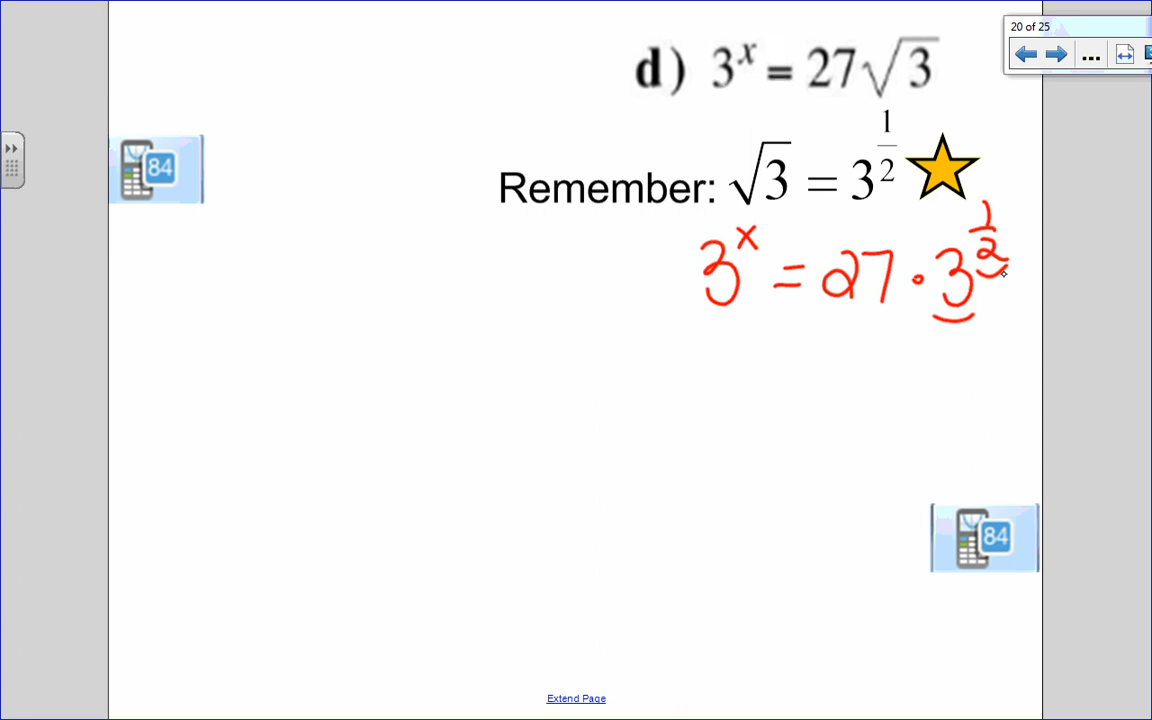 20 of 25
d) 3^x = 27√3
84
Remember: √3 = 3^(1/2)
3^x = 27 · 3^(1/2)
84
Extend Page